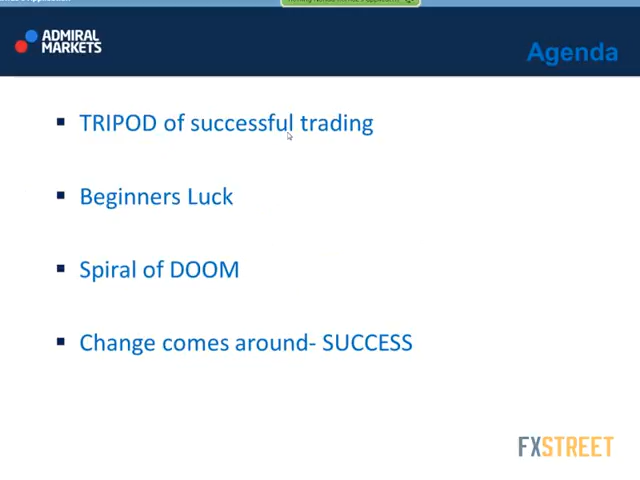 ADMIRAL
MARKETS
Agenda
TRIPOD of successful trading
Beginners Luck
Spiral of DOOM
Change comes around- SUCCESS
FXSTREET